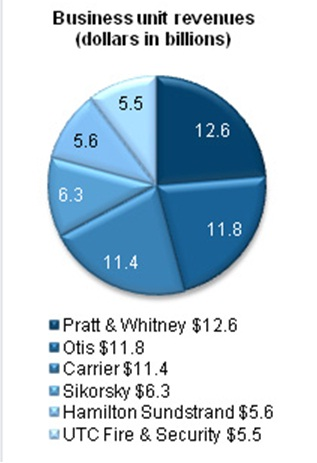 Business unit revenues
(dollars in billions)
5.5
12.6
5.6
6.3
11.8
11.4
Pratt & Whitney $12.6
Otis $11.8
Carrier $11.4
Sikorsky $6.3
Hamilton Sundstrand $5.6
UTC Fire & Security $5.5